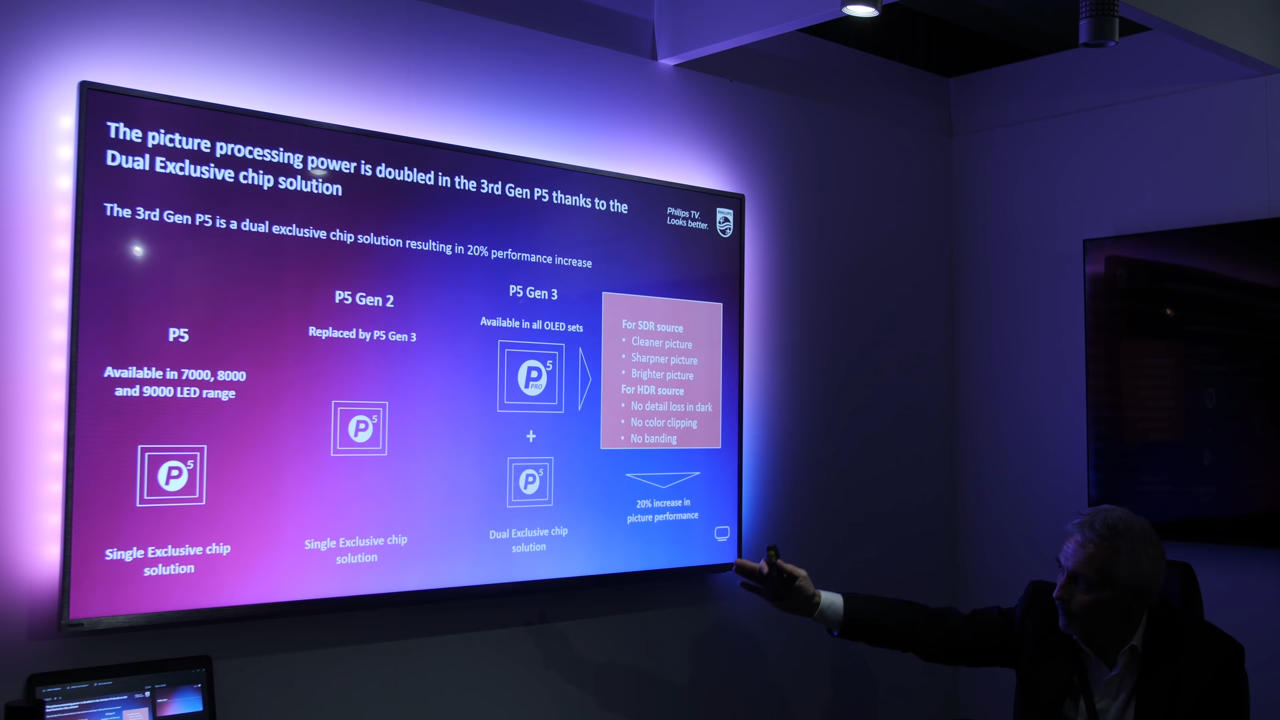 The picture processing power is doubled in the 3rd Gen P5 thanks to the
Dual Exclusive chip solution
Philips TV.
Looks better.
PHILIPS
The 3rd Gen P5 is a dual exclusive chip solution resulting in 20% performance increase
P5
Available in 7000, 8000
and 9000 LED range
P5
Single Exclusive chip
solution
P5 Gen 2
Replaced by P5 Gen 3
P5
Single Exclusive chip
solution
P5 Gen 3
Available in all OLED sets
P5
PRO
+
P5
Dual Exclusive chip
solution
For SDR source
• Cleaner picture
• Sharpner picture
• Brighter picture
For HDR source
• No detail loss in dark
• No color clipping
• No banding
20% increase in
picture performance